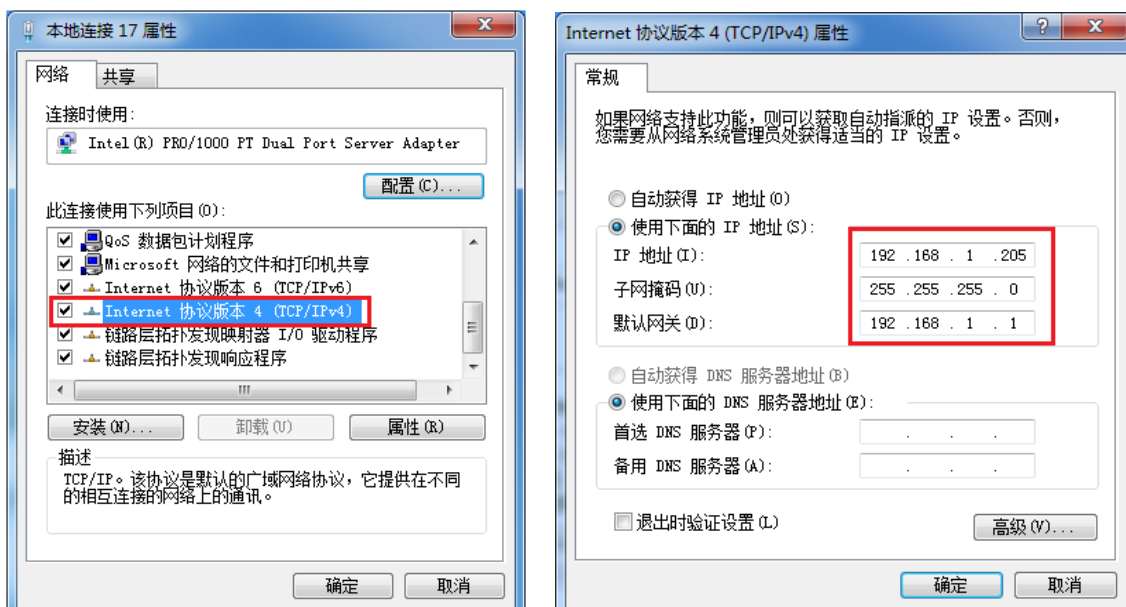 本地连接 17 属性
网络 共享
连接时使用:
Intel(R) PRO/1000 PT Dual Port Server Adapter
配置(C)...
此连接使用下列项目(O):
QoS 数据包计划程序
Microsoft 网络的文件和打印机共享
Internet 协议版本 6 (TCP/IPv6)
Internet 协议版本 4 (TCP/IPv4)
链路层拓扑发现映射器 I/O 驱动程序
链路层拓扑发现响应程序
安装(N)... 卸载(U) 属性(R)
描述
TCP/IP。该协议是默认的广域网络协议，它提供在不同
的相互连接的网络上的通讯。
确定 取消
Internet 协议版本 4 (TCP/IPv4) 属性
常规
如果网络支持此功能，则可以获取自动指派的 IP 设置。否则，
您需要从网络系统管理员处获得适当的 IP 设置。
自动获得 IP 地址(O)
使用下面的 IP 地址(S):
IP 地址(I): 192 .168 . 1 .205
子网掩码(U): 255 .255 .255 . 0
默认网关(D): 192 .168 . 1 . 1
自动获得 DNS 服务器地址(B)
使用下面的 DNS 服务器地址(E):
首选 DNS 服务器(P): . . .
备用 DNS 服务器(A): . . .
退出时验证设置(L)
高级(V)...
确定 取消